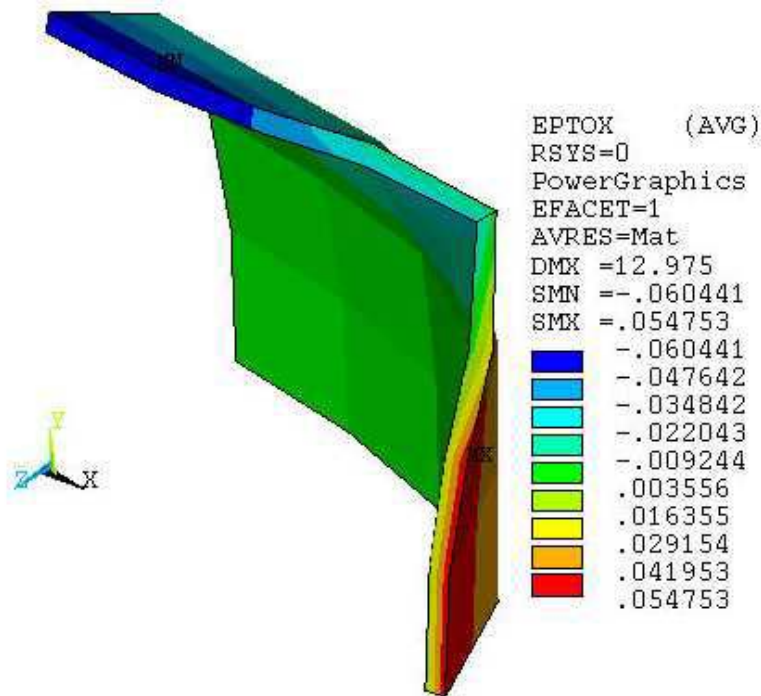 EPTOX (AVG)
RSYS=0
PowerGraphics
EFACET=1
AVRES=Mat
DMX =12.975
SMN =-.060441
SMX =.054753
-.060441
-.047642
-.034842
-.022043
-.009244
.003556
.016355
.029154
.041953
.054753
MN
MX
Y
Z
X